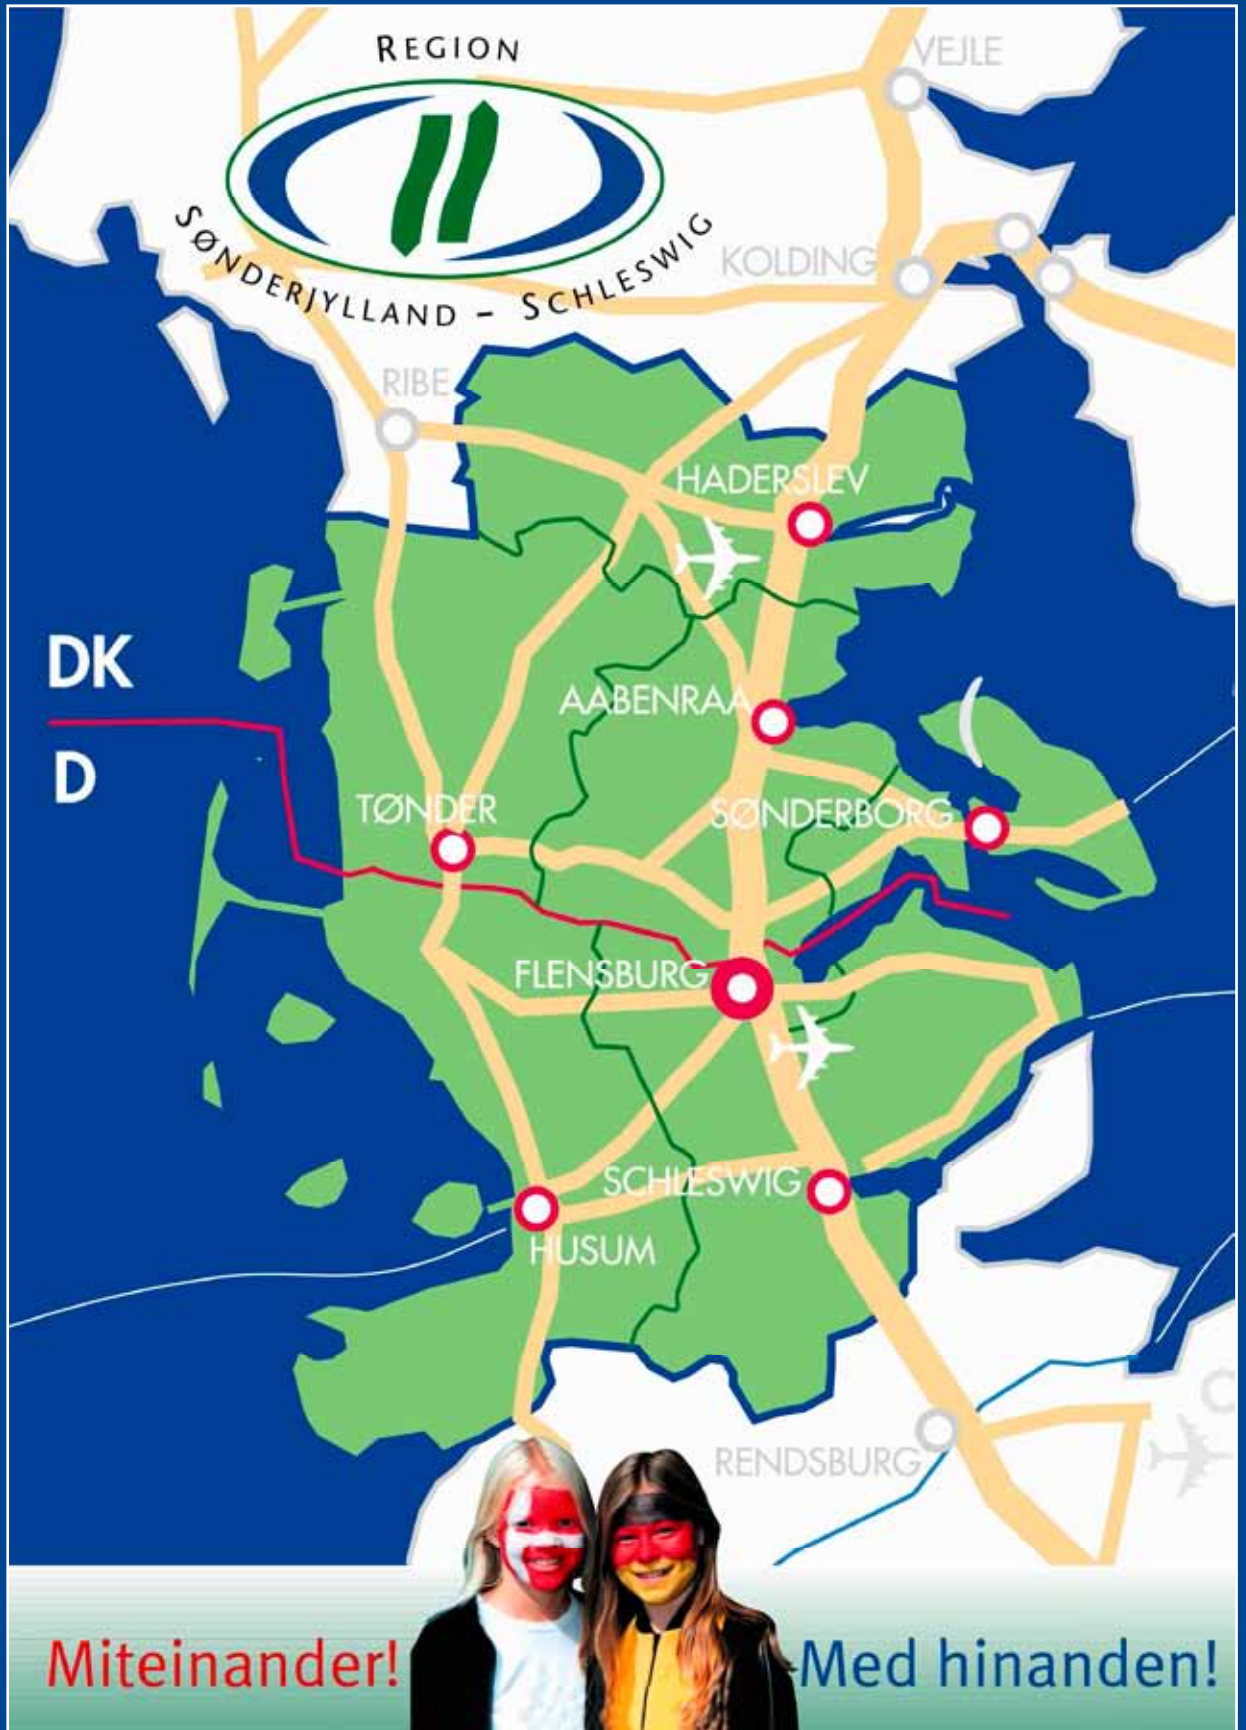 REGION
SØNDERJYLLAND – SCHLESWIG
VEJLE
KOLDING
RIBE
HADERSLEV
DK
AABENRAA
D
TØNDER
SØNDERBORG
FLENSBURG
SCHLESWIG
HUSUM
RENDSBURG
Miteinander!
Med hinanden!